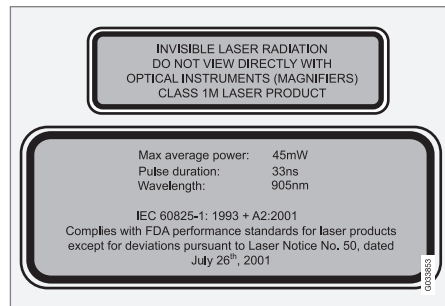 INVISIBLE LASER RADIATION
DO NOT VIEW DIRECTLY WITH
OPTICAL INSTRUMENTS (MAGNIFIERS)
CLASS 1M LASER PRODUCT
Max average power: 45mW
Pulse duration: 33ns
Wavelength: 905nm
IEC 60825-1: 1993 + A2:2001
Complies with FDA performance standards for laser products
except for deviations pursuant to Laser Notice No. 50, dated
July 26th, 2001
G033853